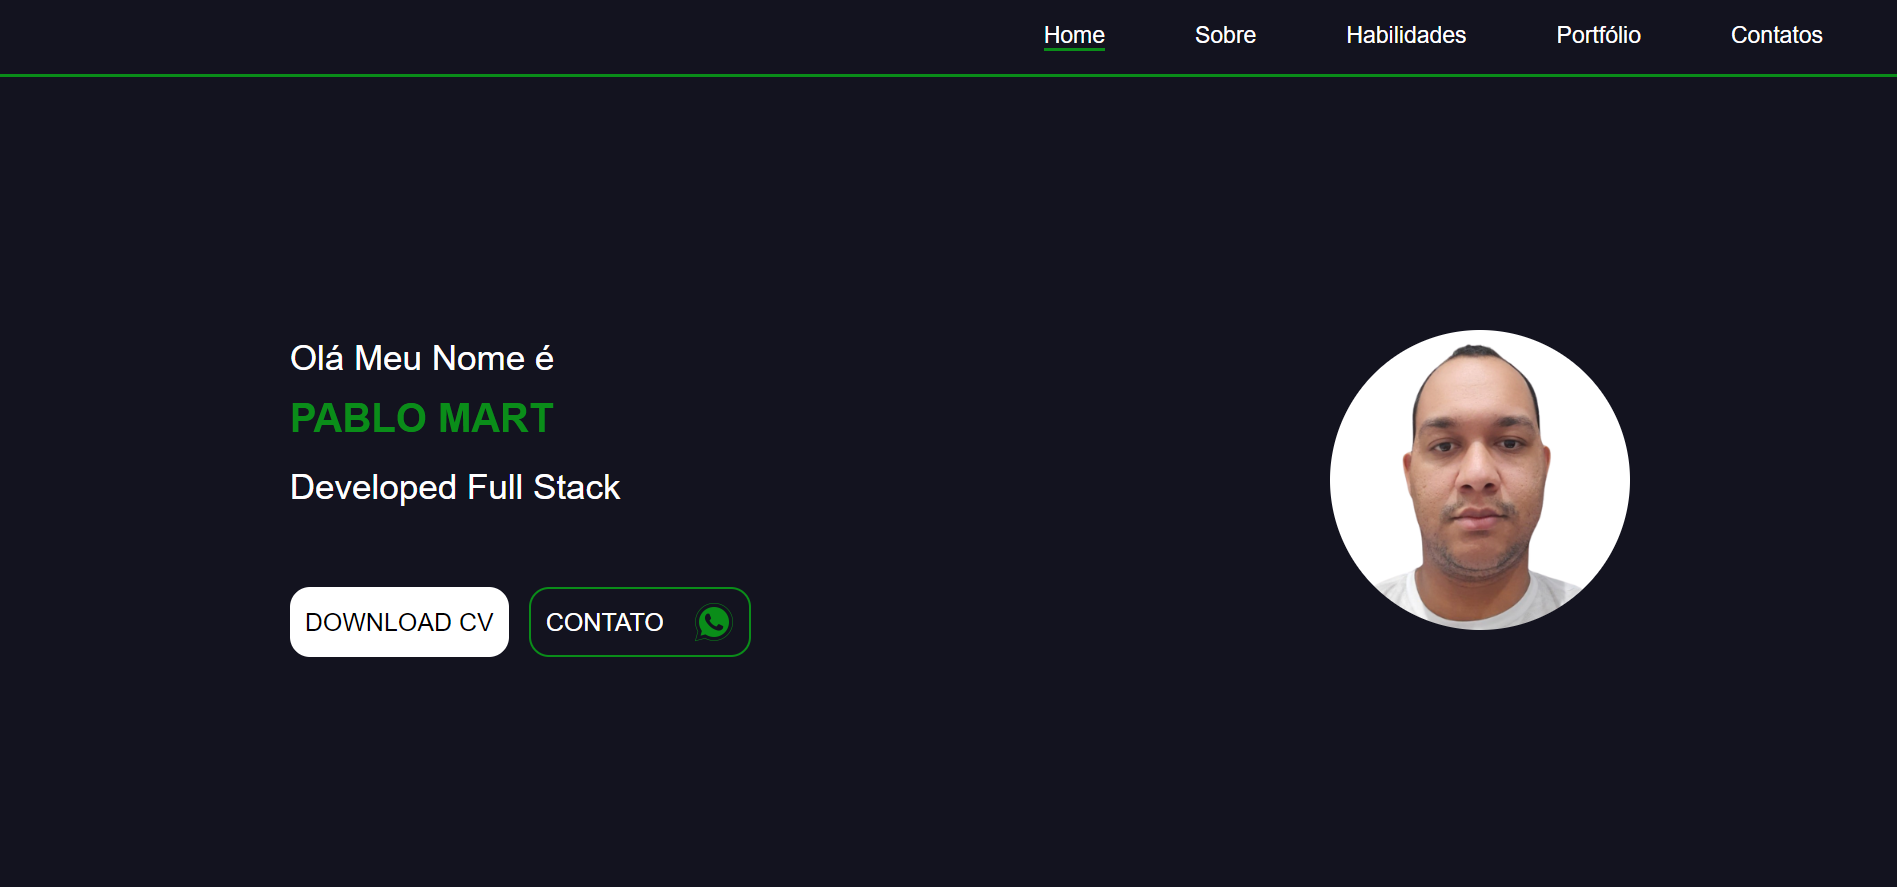 Home Sobre Habilidades Portfólio Contatos
Olá Meu Nome é
PABLO MART
Developed Full Stack
DOWNLOAD CV CONTATO